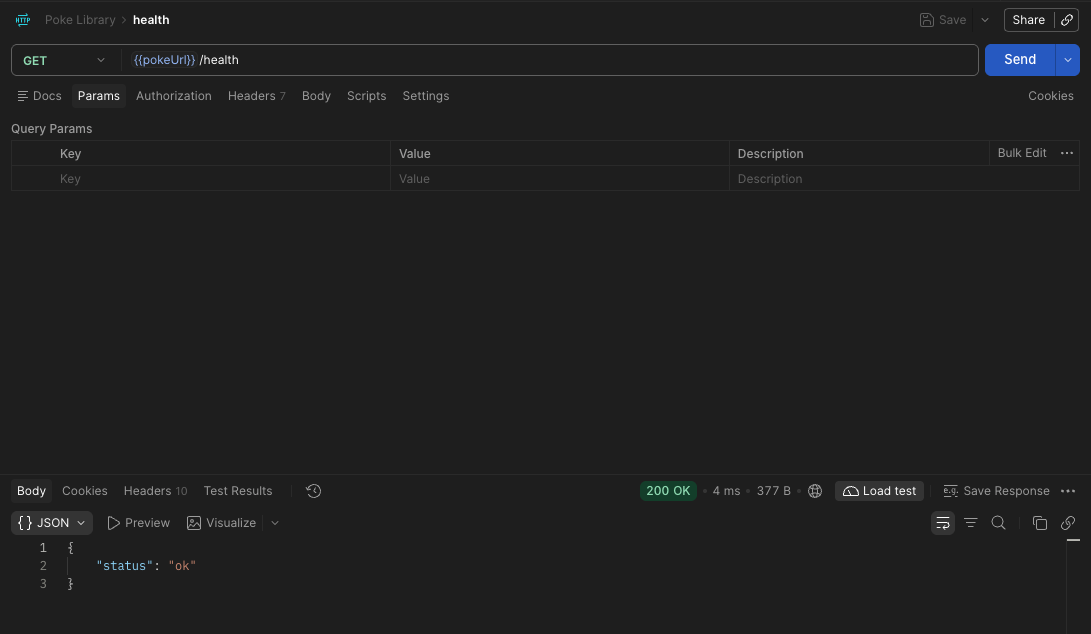 HTTP Poke Library > health Save Share
GET {{pokeUrl}} /health Send
Docs Params Authorization Headers 7 Body Scripts Settings Cookies
Query Params
Key Value Description Bulk Edit ···
Key Value Description
Body Cookies Headers 10 Test Results 200 OK • 4 ms • 377 B • Load test e.g. Save Response ···
{ } JSON Preview Visualize
1 {
2 "status": "ok"
3 }